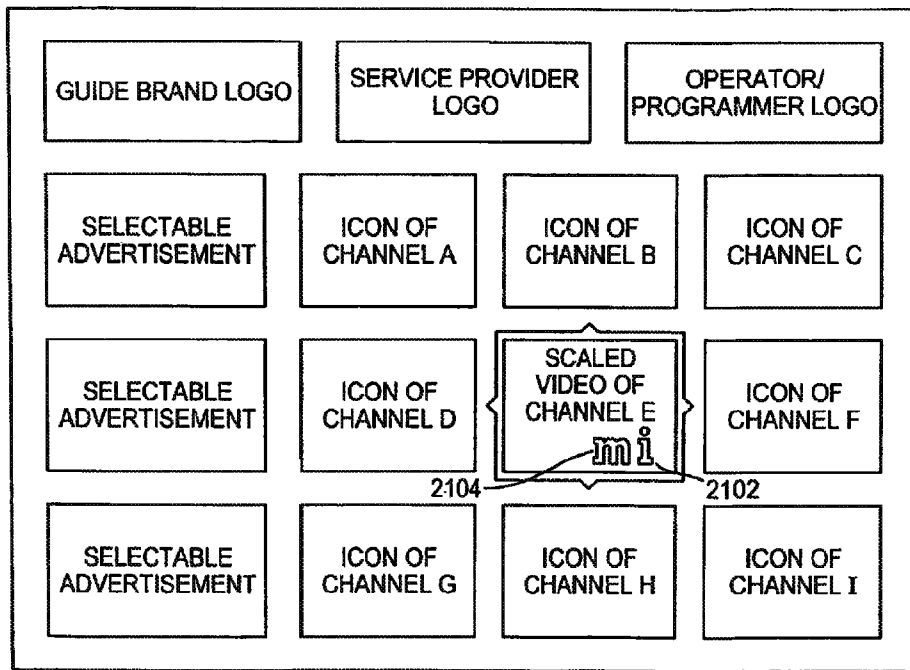 GUIDE BRAND LOGO
SERVICE PROVIDER
LOGO
OPERATOR/
PROGRAMMER LOGO
SELECTABLE
ADVERTISEMENT
ICON OF
CHANNEL A
ICON OF
CHANNEL B
ICON OF
CHANNEL C
SELECTABLE
ADVERTISEMENT
ICON OF
CHANNEL D
SCALED
VIDEO OF
CHANNEL E
m i
2104
2102
ICON OF
CHANNEL F
SELECTABLE
ADVERTISEMENT
ICON OF
CHANNEL G
ICON OF
CHANNEL H
ICON OF
CHANNEL I